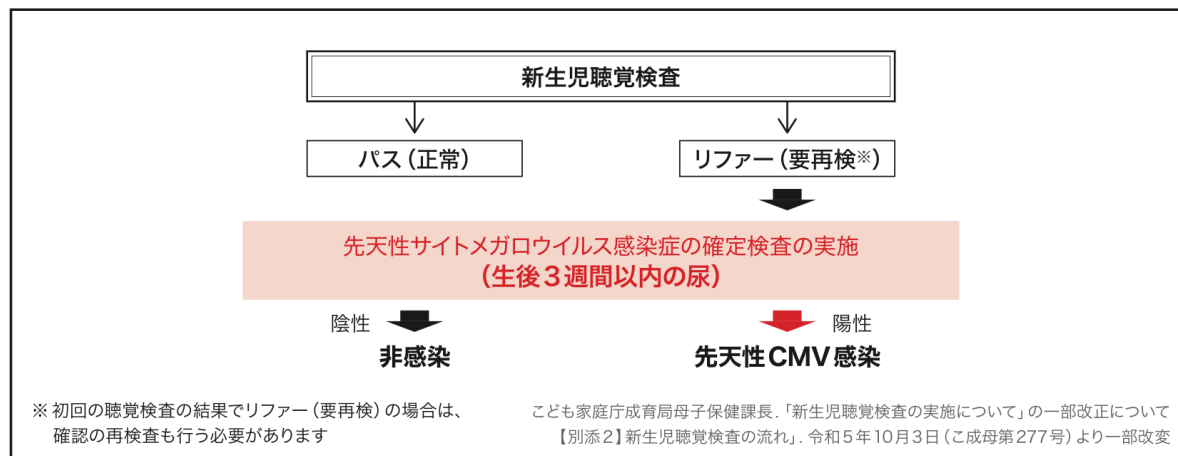 新生児聴覚検査
パス（正常）
リファー（要再検※）
先天性サイトメガロウイルス感染症の確定検査の実施
（生後3週間以内の尿）
陰性
陽性
非感染
先天性CMV感染
※ 初回の聴覚検査の結果でリファー（要再検）の場合は、
確認の再検査も行う必要があります
こども家庭庁成育局母子保健課長．「新生児聴覚検査の実施について」の一部改正について
【別添2】新生児聴覚検査の流れ」．令和5年10月3日（こ成母第277号）より一部改変